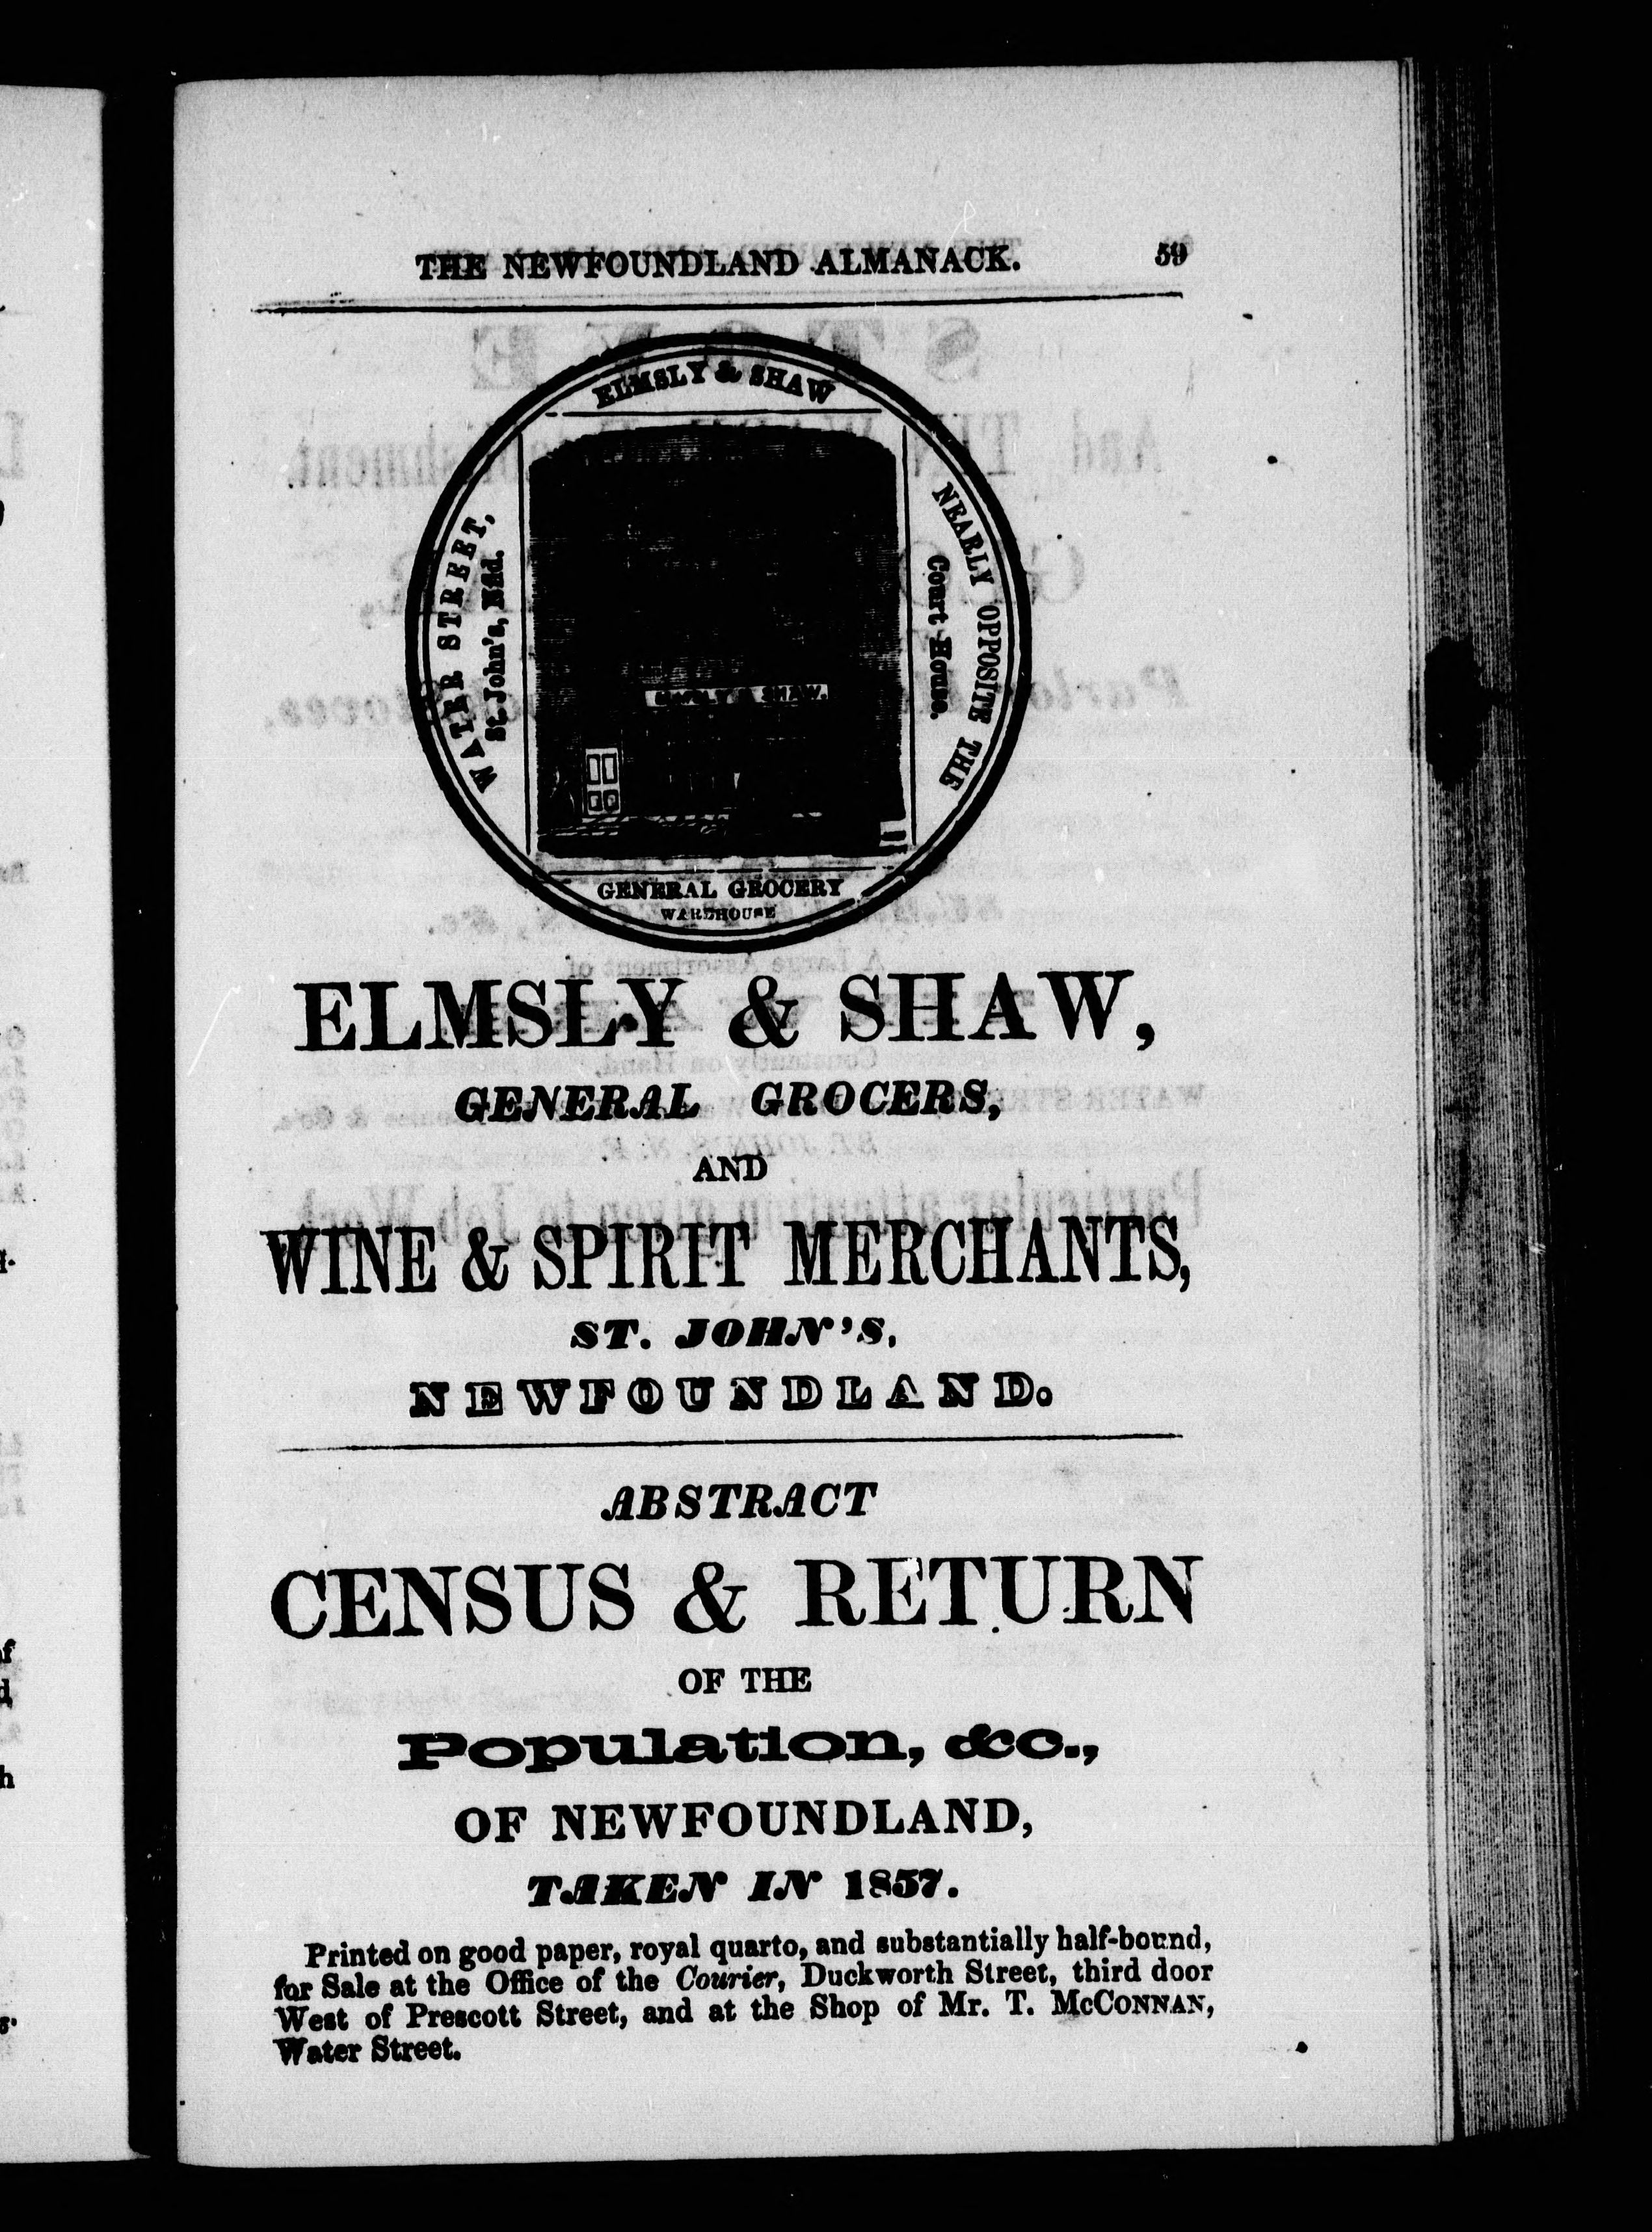 THE NEWFOUNDLAND ALMANACK. 59
ELMSLY & SHAW
WATER STREET,
St. John's, Nfld.
NEARLY OPPOSITE THE
Court House.
ELMSLY & SHAW.
GENERAL GROCERY
WAREHOUSE
ELMSLY & SHAW,
GENERAL GROCERS,
AND
WINE & SPIRIT MERCHANTS,
ST. JOHN'S,
NEWFOUNDLAND.
ABSTRACT
CENSUS & RETURN
OF THE
Population, &c.,
OF NEWFOUNDLAND,
TAKEN IN 1857.
Printed on good paper, royal quarto, and substantially half-bound,
for Sale at the Office of the Courier, Duckworth Street, third door
West of Prescott Street, and at the Shop of Mr. T. McCONNAN,
Water Street.